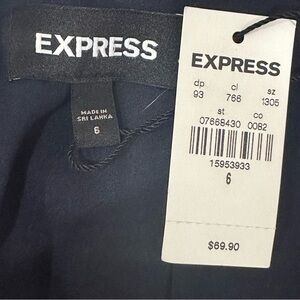 EXPRESS
MADE IN
SRI LANKA
6
EXPRESS
dp cl sz
93 766 1305
st co
07668430 0082
15953933
6
$69.90